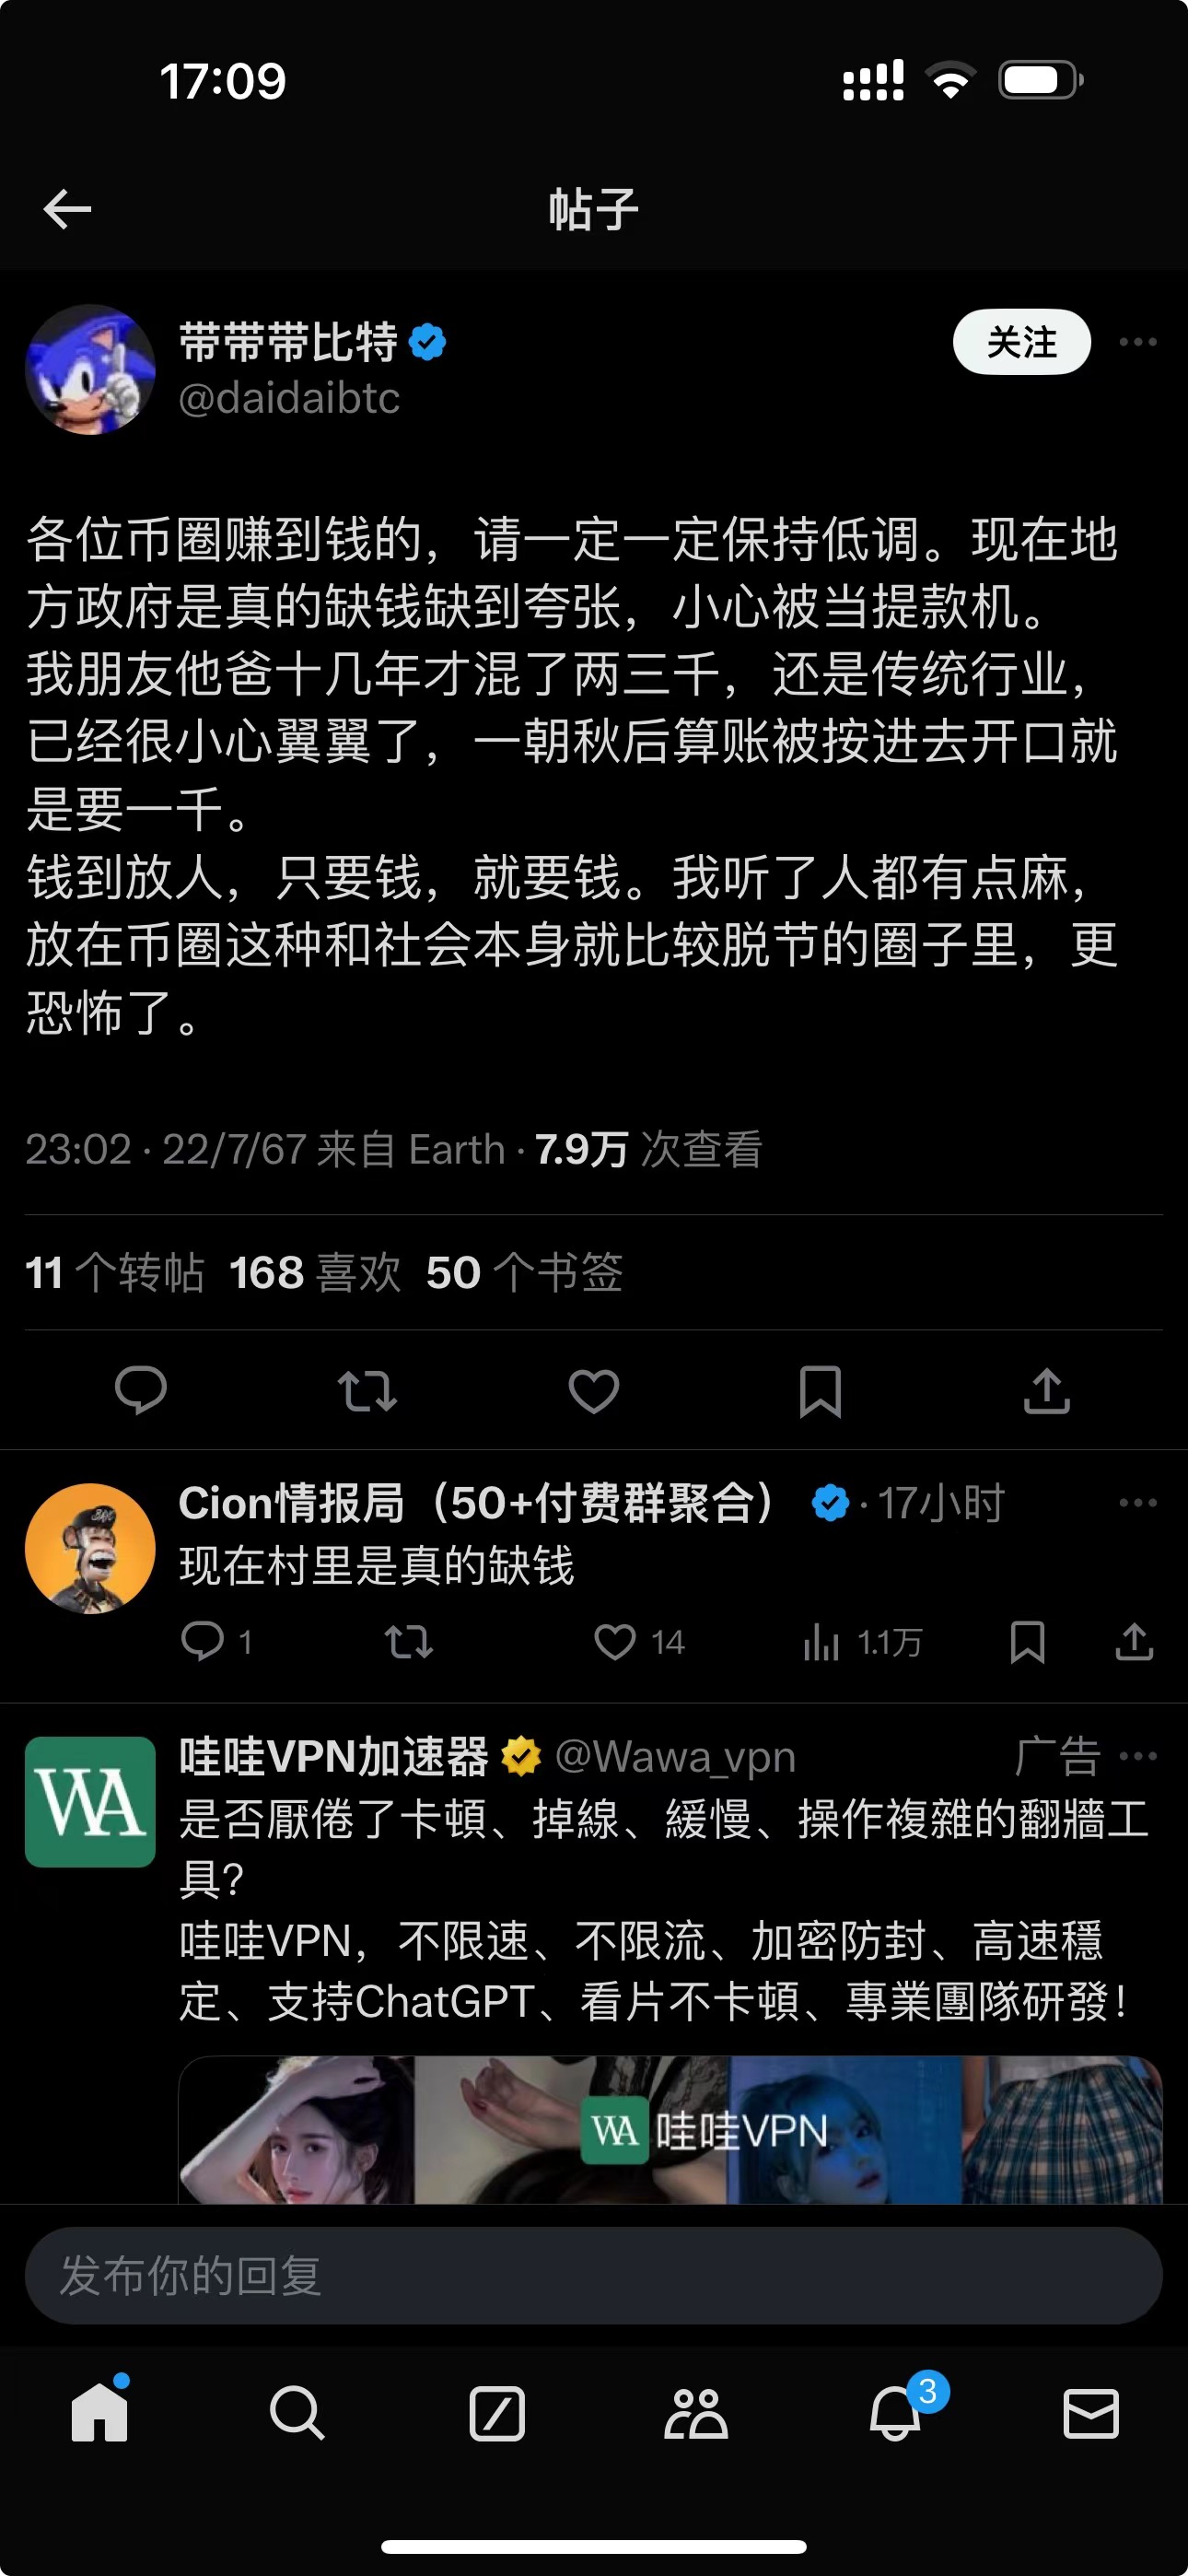 17:09
帖子
带带带比特
关注
@daidaibtc
各位币圈赚到钱的，请一定一定保持低调。现在地
方政府是真的缺钱缺到夸张，小心被当提款机。
我朋友他爸十几年才混了两三千，还是传统行业，
已经很小心翼翼了，一朝秋后算账被按进去开口就
是要一千。
钱到放人，只要钱，就要钱。我听了人都有点麻，
放在币圈这种和社会本身就比较脱节的圈子里，更
恐怖了。
23:02 · 22/7/67 来自 Earth · 7.9万 次查看
11 个转帖 168 喜欢 50 个书签
Cion情报局（50+付费群聚合） · 17小时
现在村里是真的缺钱
1 14 1.1万
WA
哇哇VPN加速器 @Wawa_vpn 广告
是否厭倦了卡頓、掉線、緩慢、操作複雜的翻牆工
具？
哇哇VPN，不限速、不限流、加密防封、高速穩
定、支持ChatGPT、看片不卡頓、專業團隊研發！
WA 哇哇VPN
发布你的回复
3